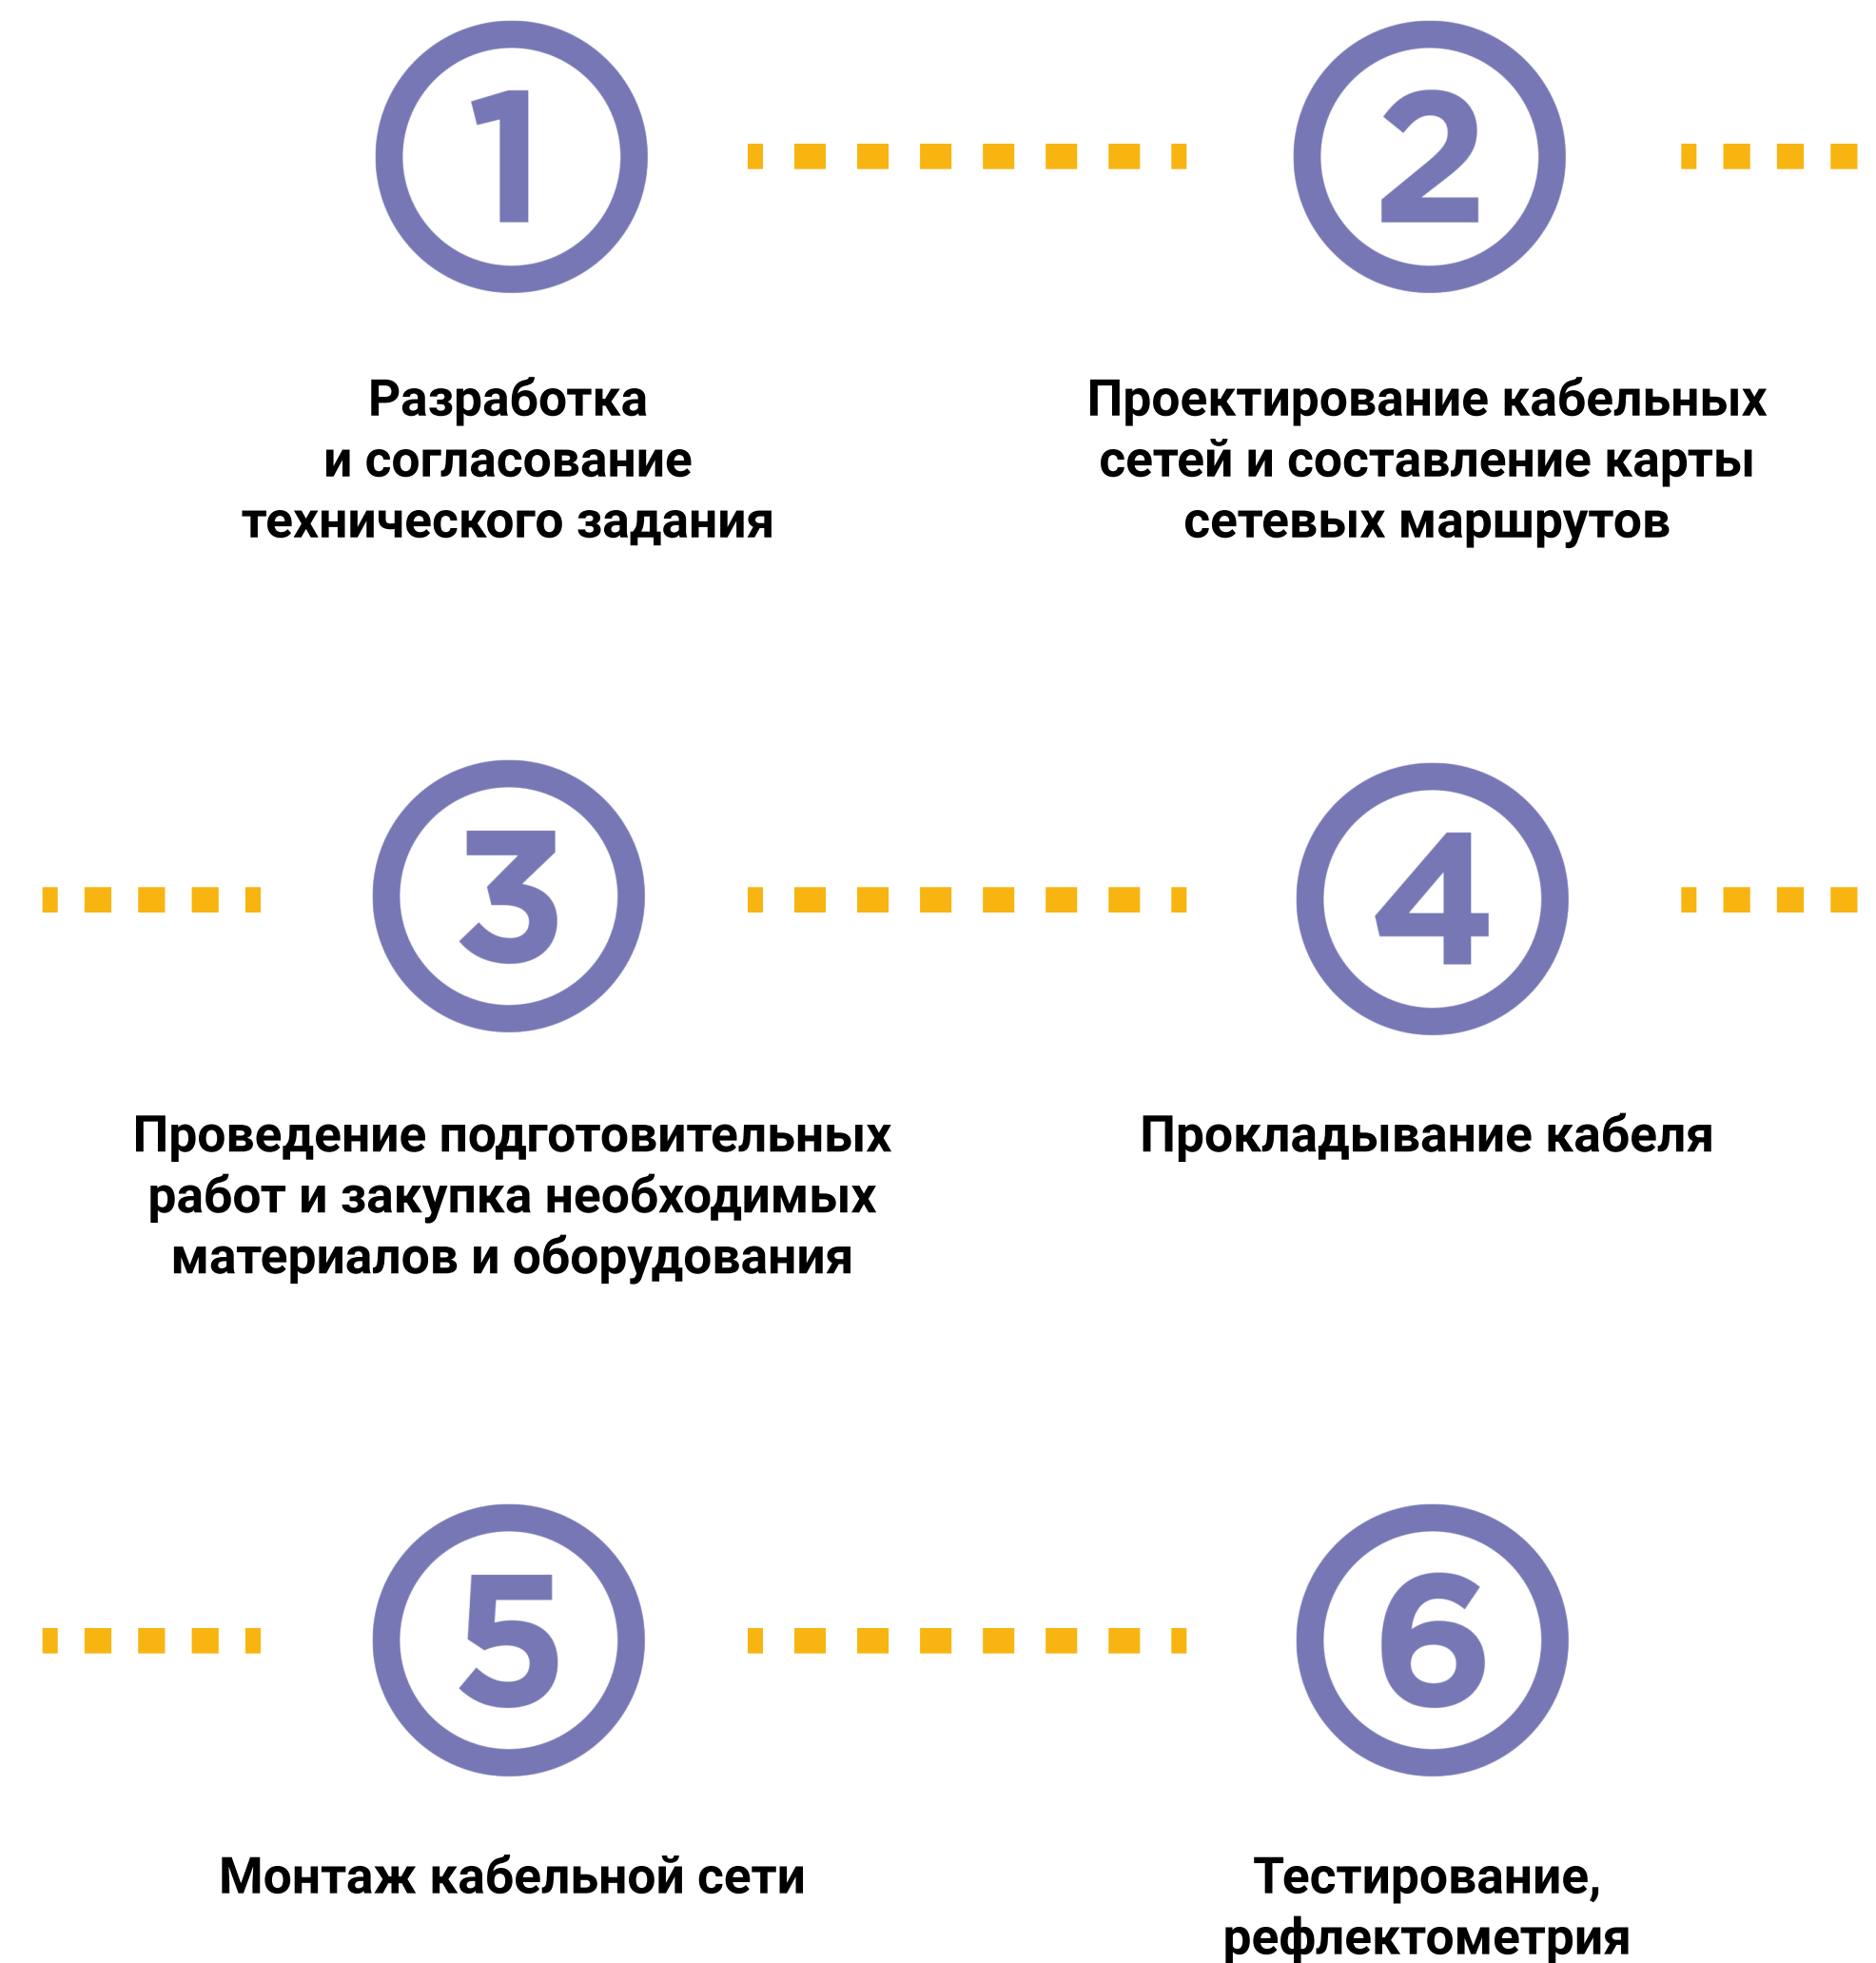 1
Разработка
и согласование
технического задания
2
Проектирование кабельных
сетей и составление карты
сетевых маршрутов
3
Проведение подготовительных
работ и закупка необходимых
материалов и оборудования
4
Прокладывание кабеля
5
Монтаж кабельной сети
6
Тестирование,
рефлектометрия